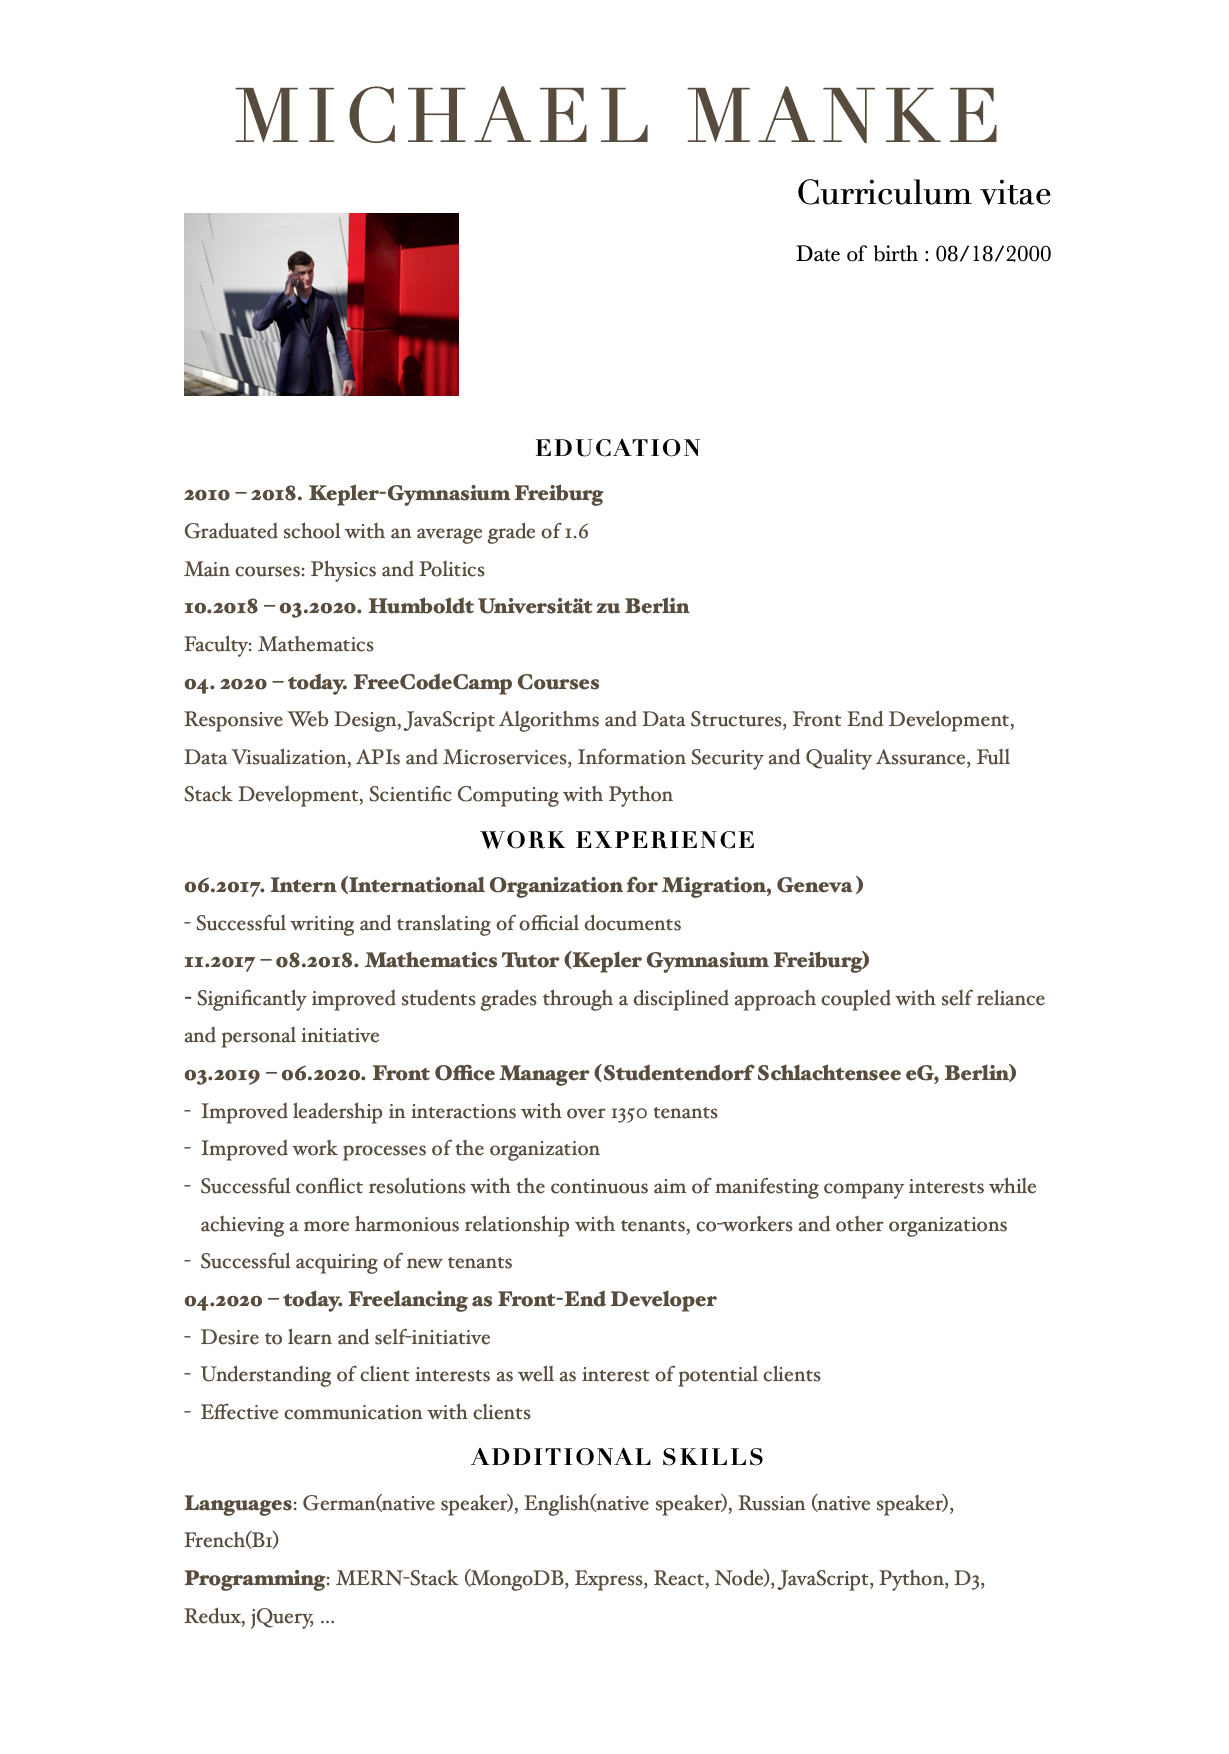 MICHAEL MANKE
Curriculum vitae
Date of birth : 08/18/2000
EDUCATION
2010 – 2018. Kepler-Gymnasium Freiburg
Graduated school with an average grade of 1.6
Main courses: Physics and Politics
10.2018 – 03.2020. Humboldt Universität zu Berlin
Faculty: Mathematics
04. 2020 – today. FreeCodeCamp Courses
Responsive Web Design, JavaScript Algorithms and Data Structures, Front End Development,
Data Visualization, APIs and Microservices, Information Security and Quality Assurance, Full
Stack Development, Scientific Computing with Python
WORK EXPERIENCE
06.2017. Intern (International Organization for Migration, Geneva )
- Successful writing and translating of official documents
11.2017 – 08.2018. Mathematics Tutor (Kepler Gymnasium Freiburg)
- Significantly improved students grades through a disciplined approach coupled with self reliance
and personal initiative
03.2019 – 06.2020. Front Office Manager (Studentendorf Schlachtensee eG, Berlin)
- Improved leadership in interactions with over 1350 tenants
- Improved work processes of the organization
- Successful conflict resolutions with the continuous aim of manifesting company interests while
achieving a more harmonious relationship with tenants, co-workers and other organizations
- Successful acquiring of new tenants
04.2020 – today. Freelancing as Front-End Developer
- Desire to learn and self-initiative
- Understanding of client interests as well as interest of potential clients
- Effective communication with clients
ADDITIONAL SKILLS
Languages: German(native speaker), English(native speaker), Russian (native speaker),
French(B1)
Programming: MERN-Stack (MongoDB, Express, React, Node), JavaScript, Python, D3,
Redux, jQuery, ...